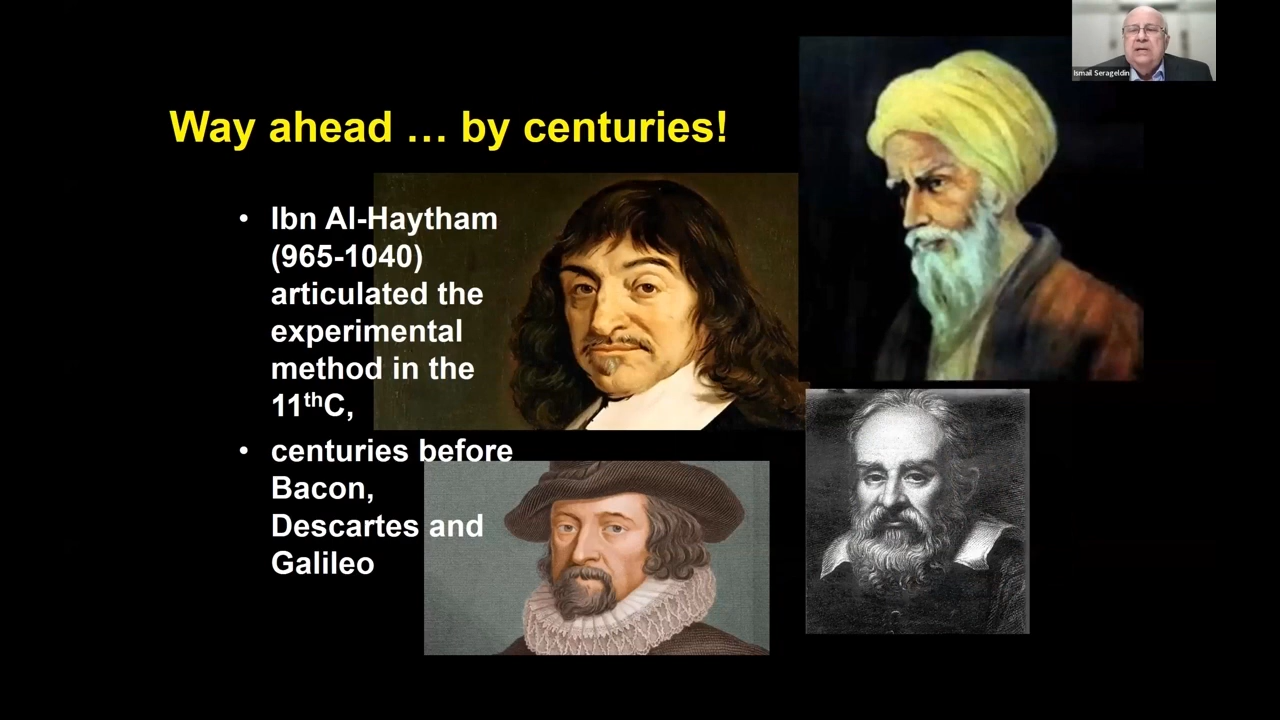 Ismail Serageldin
Way ahead … by centuries!
• Ibn Al-Haytham
(965-1040)
articulated the
experimental
method in the
11thC,
• centuries before
Bacon,
Descartes and
Galileo